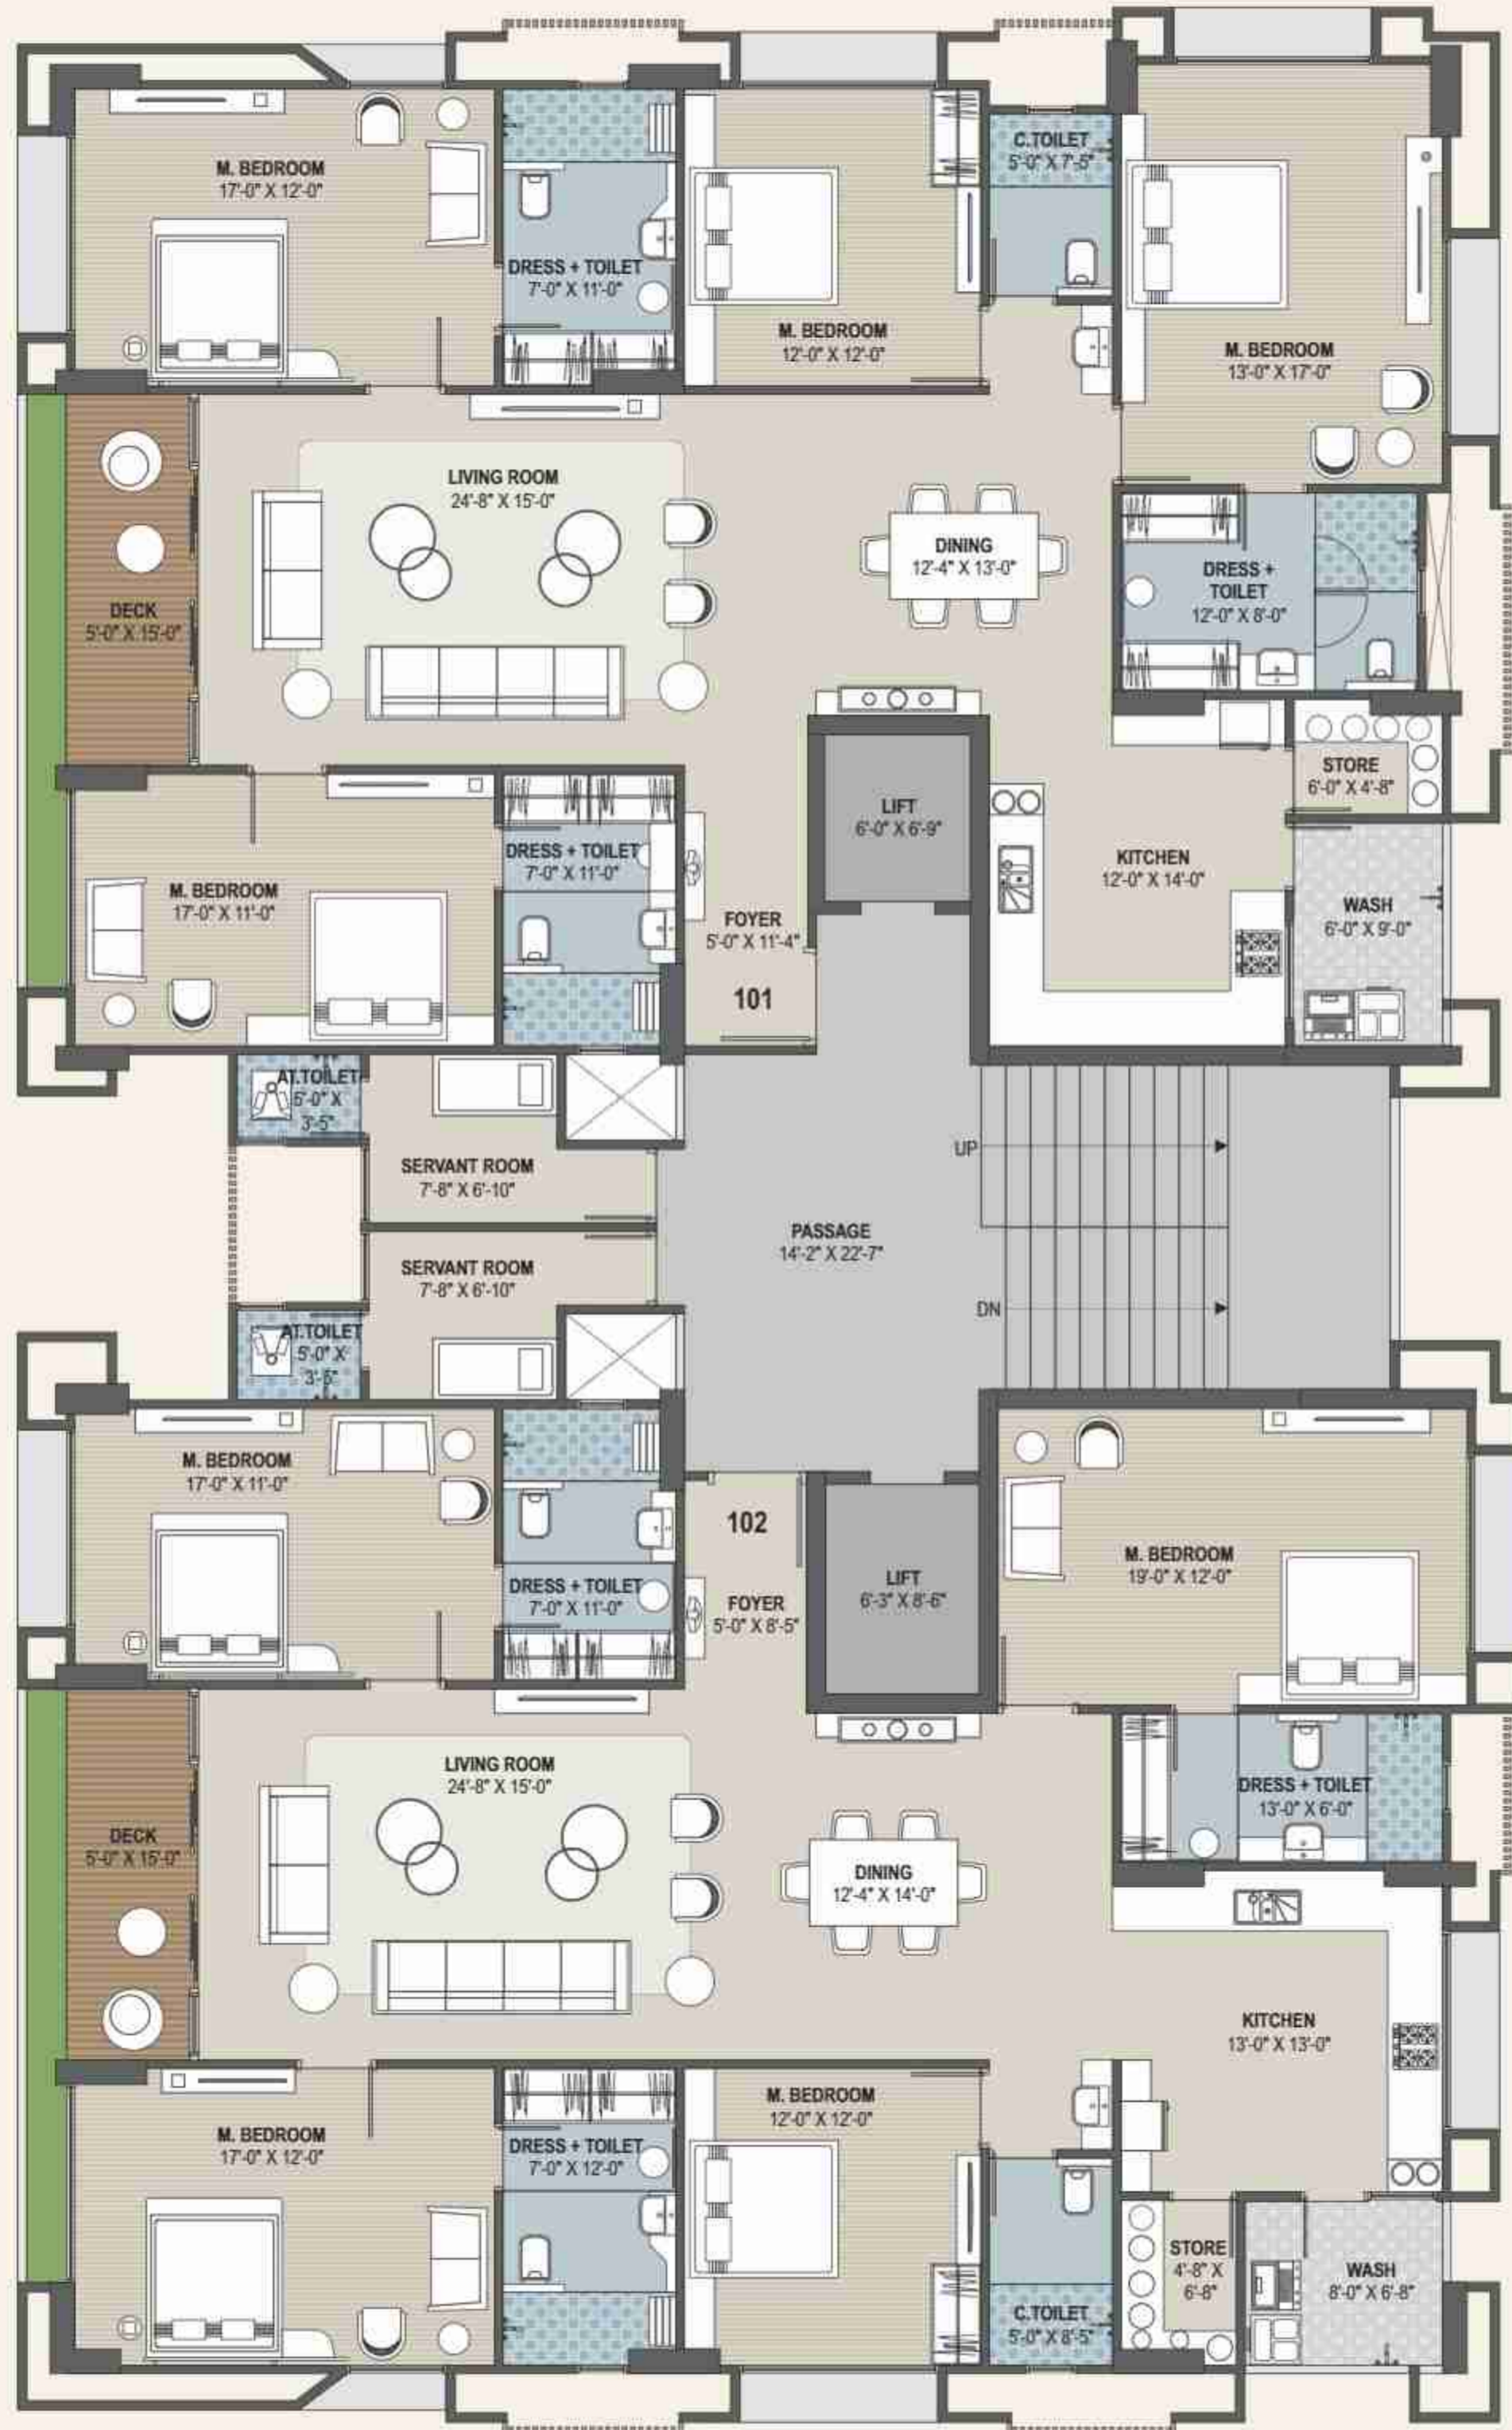 M. BEDROOM
17'-0" X 12'-0"
DRESS + TOILET
7'-0" X 11'-0"
M. BEDROOM
12'-0" X 12'-0"
C.TOILET
5'-0" X 7'-5"
M. BEDROOM
13'-0" X 17'-0"
LIVING ROOM
24'-8" X 15'-0"
DINING
12'-4" X 13'-0"
DRESS +
TOILET
12'-0" X 8'-0"
DECK
5'-0" X 15'-0"
STORE
6'-0" X 4'-8"
LIFT
6'-0" X 6'-9"
DRESS + TOILET
7'-0" X 11'-0"
M. BEDROOM
17'-0" X 11'-0"
KITCHEN
12'-0" X 14'-0"
WASH
6'-0" X 9'-0"
FOYER
5'-0" X 11'-4"
101
AT.TOILET
5'-0" X
3'-5"
SERVANT ROOM
7'-8" X 6'-10"
UP
PASSAGE
14'-2" X 22'-7"
SERVANT ROOM
7'-8" X 6'-10"
DN
AT.TOILET
5'-0" X
3'-5"
M. BEDROOM
17'-0" X 11'-0"
102
DRESS + TOILET
7'-0" X 11'-0"
FOYER
5'-0" X 8'-5"
LIFT
6'-3" X 8'-6"
M. BEDROOM
19'-0" X 12'-0"
LIVING ROOM
24'-8" X 15'-0"
DRESS + TOILET
13'-0" X 6'-0"
DECK
5'-0" X 15'-0"
DINING
12'-4" X 14'-0"
KITCHEN
13'-0" X 13'-0"
M. BEDROOM
17'-0" X 12'-0"
DRESS + TOILET
7'-0" X 12'-0"
M. BEDROOM
12'-0" X 12'-0"
C.TOILET
5'-0" X 8'-5"
STORE
4'-8" X
6'-8"
WASH
8'-0" X 6'-8"